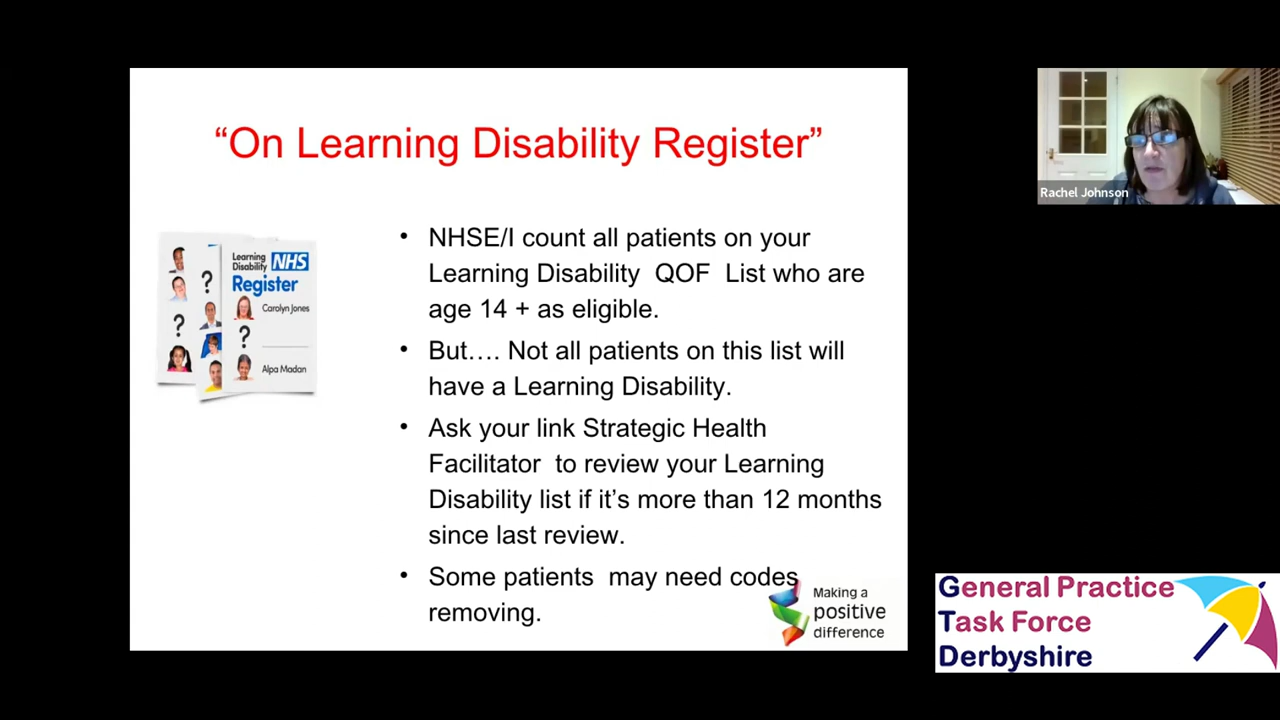 “On Learning Disability Register”
Learning
Disability NHS
Register
Carolyn Jones
?
?
?
Alpa Madan
• NHSE/I count all patients on your
Learning Disability QOF List who are
age 14 + as eligible.
• But…. Not all patients on this list will
have a Learning Disability.
• Ask your link Strategic Health
Facilitator to review your Learning
Disability list if it’s more than 12 months
since last review.
• Some patients may need codes
removing.
Making a
positive
difference
Rachel Johnson
General Practice
Task Force
Derbyshire